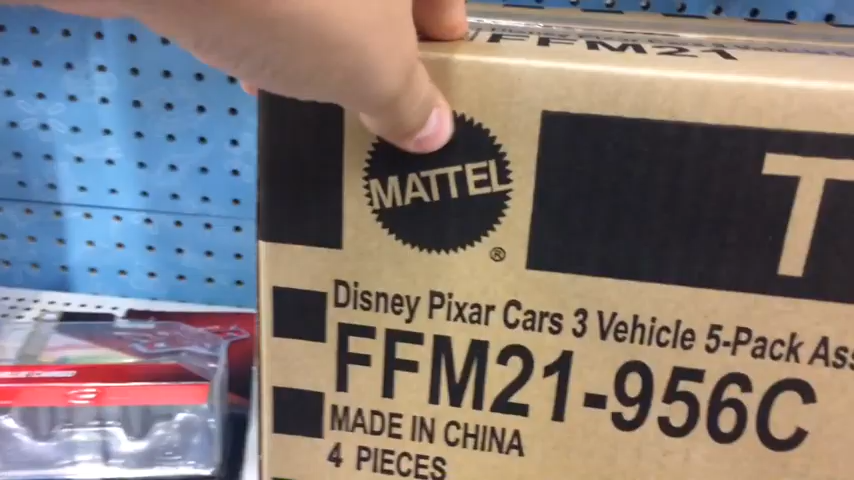 FFM21
MATTEL
®
T
Disney Pixar Cars 3 Vehicle 5-Pack Ass
FFM21-956C
MADE IN CHINA
4 PIECES